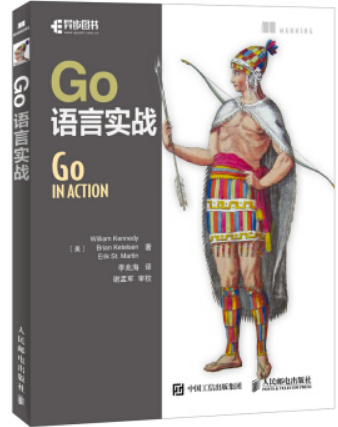 异步图书
MANNING
Go
语言实战
Go
IN ACTION
William Kennedy
[美] Brian Ketelsen 著
Erik St. Martin
李兆海 译
谢孟军 审校
中国工信出版集团
人民邮电出版社
Go
语言实战
人民邮电出版社